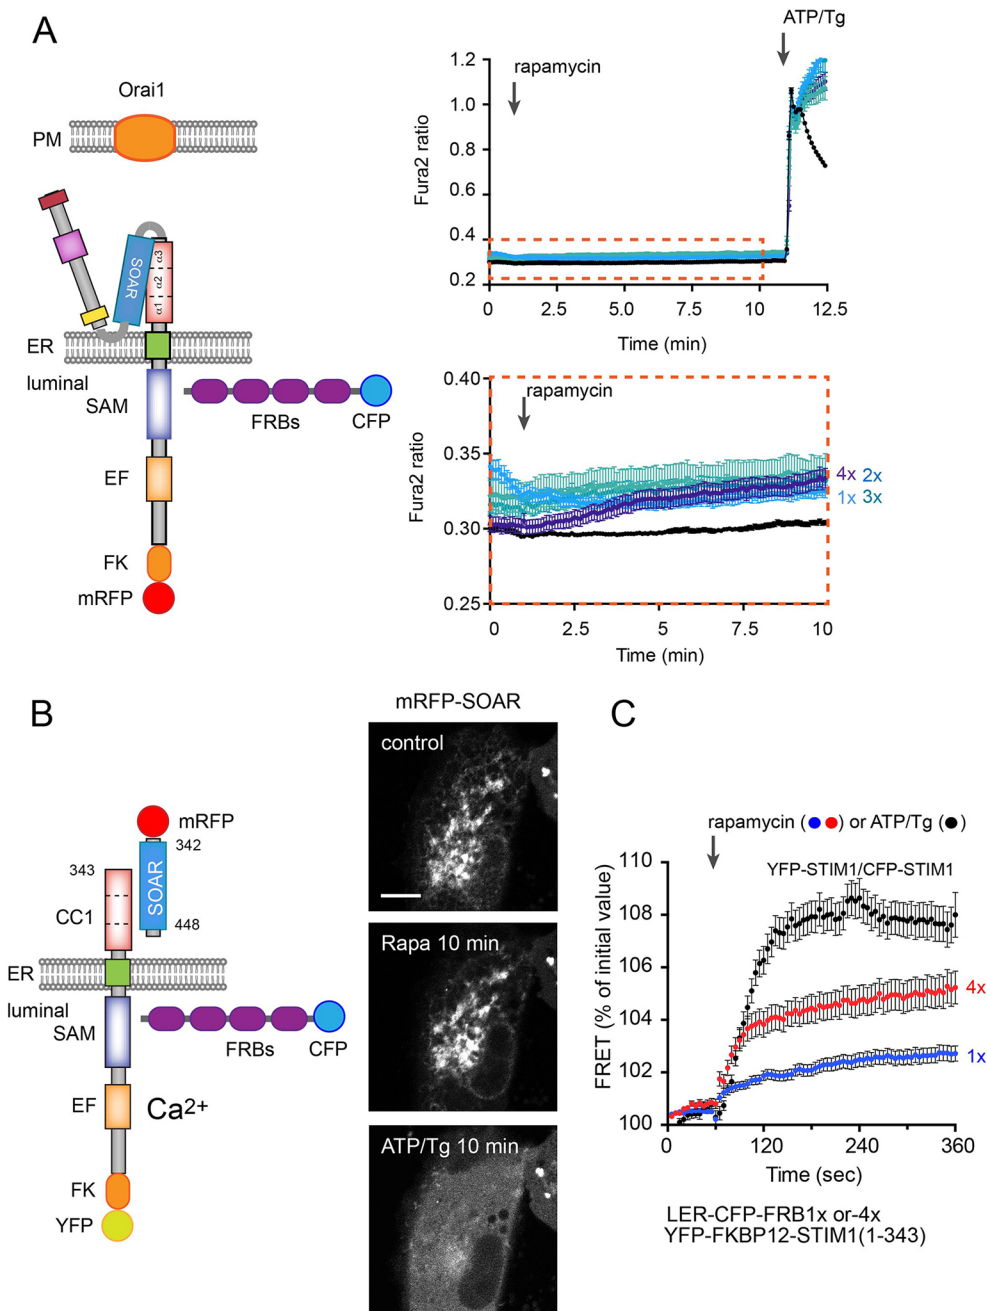 A
Orai1
PM
SOAR
α1 α2 α3
ER
luminal
SAM
FRBs
CFP
EF
FK
mRFP
ATP/Tg
rapamycin
Fura2 ratio
1.2
1.0
0.8
0.6
0.4
0.2
0 2.5 5.0 7.5 10 12.5
Time (min)
rapamycin
Fura2 ratio
0.40
0.35
0.30
0.25
4x 2x
1x 3x
0 2.5 5 7.5 10
Time (min)
B
mRFP
342
343
SOAR
CC1
448
ER
luminal
SAM
FRBs
CFP
EF
Ca2+
FK
YFP
mRFP-SOAR
control
Rapa 10 min
ATP/Tg 10 min
C
rapamycin ( ) or ATP/Tg ( )
YFP-STIM1/CFP-STIM1
FRET (% of initial value)
110
108
106
104
102
100
4x
1x
0 120 240 360
Time (sec)
LER-CFP-FRB1x or-4x
YFP-FKBP12-STIM1(1-343)